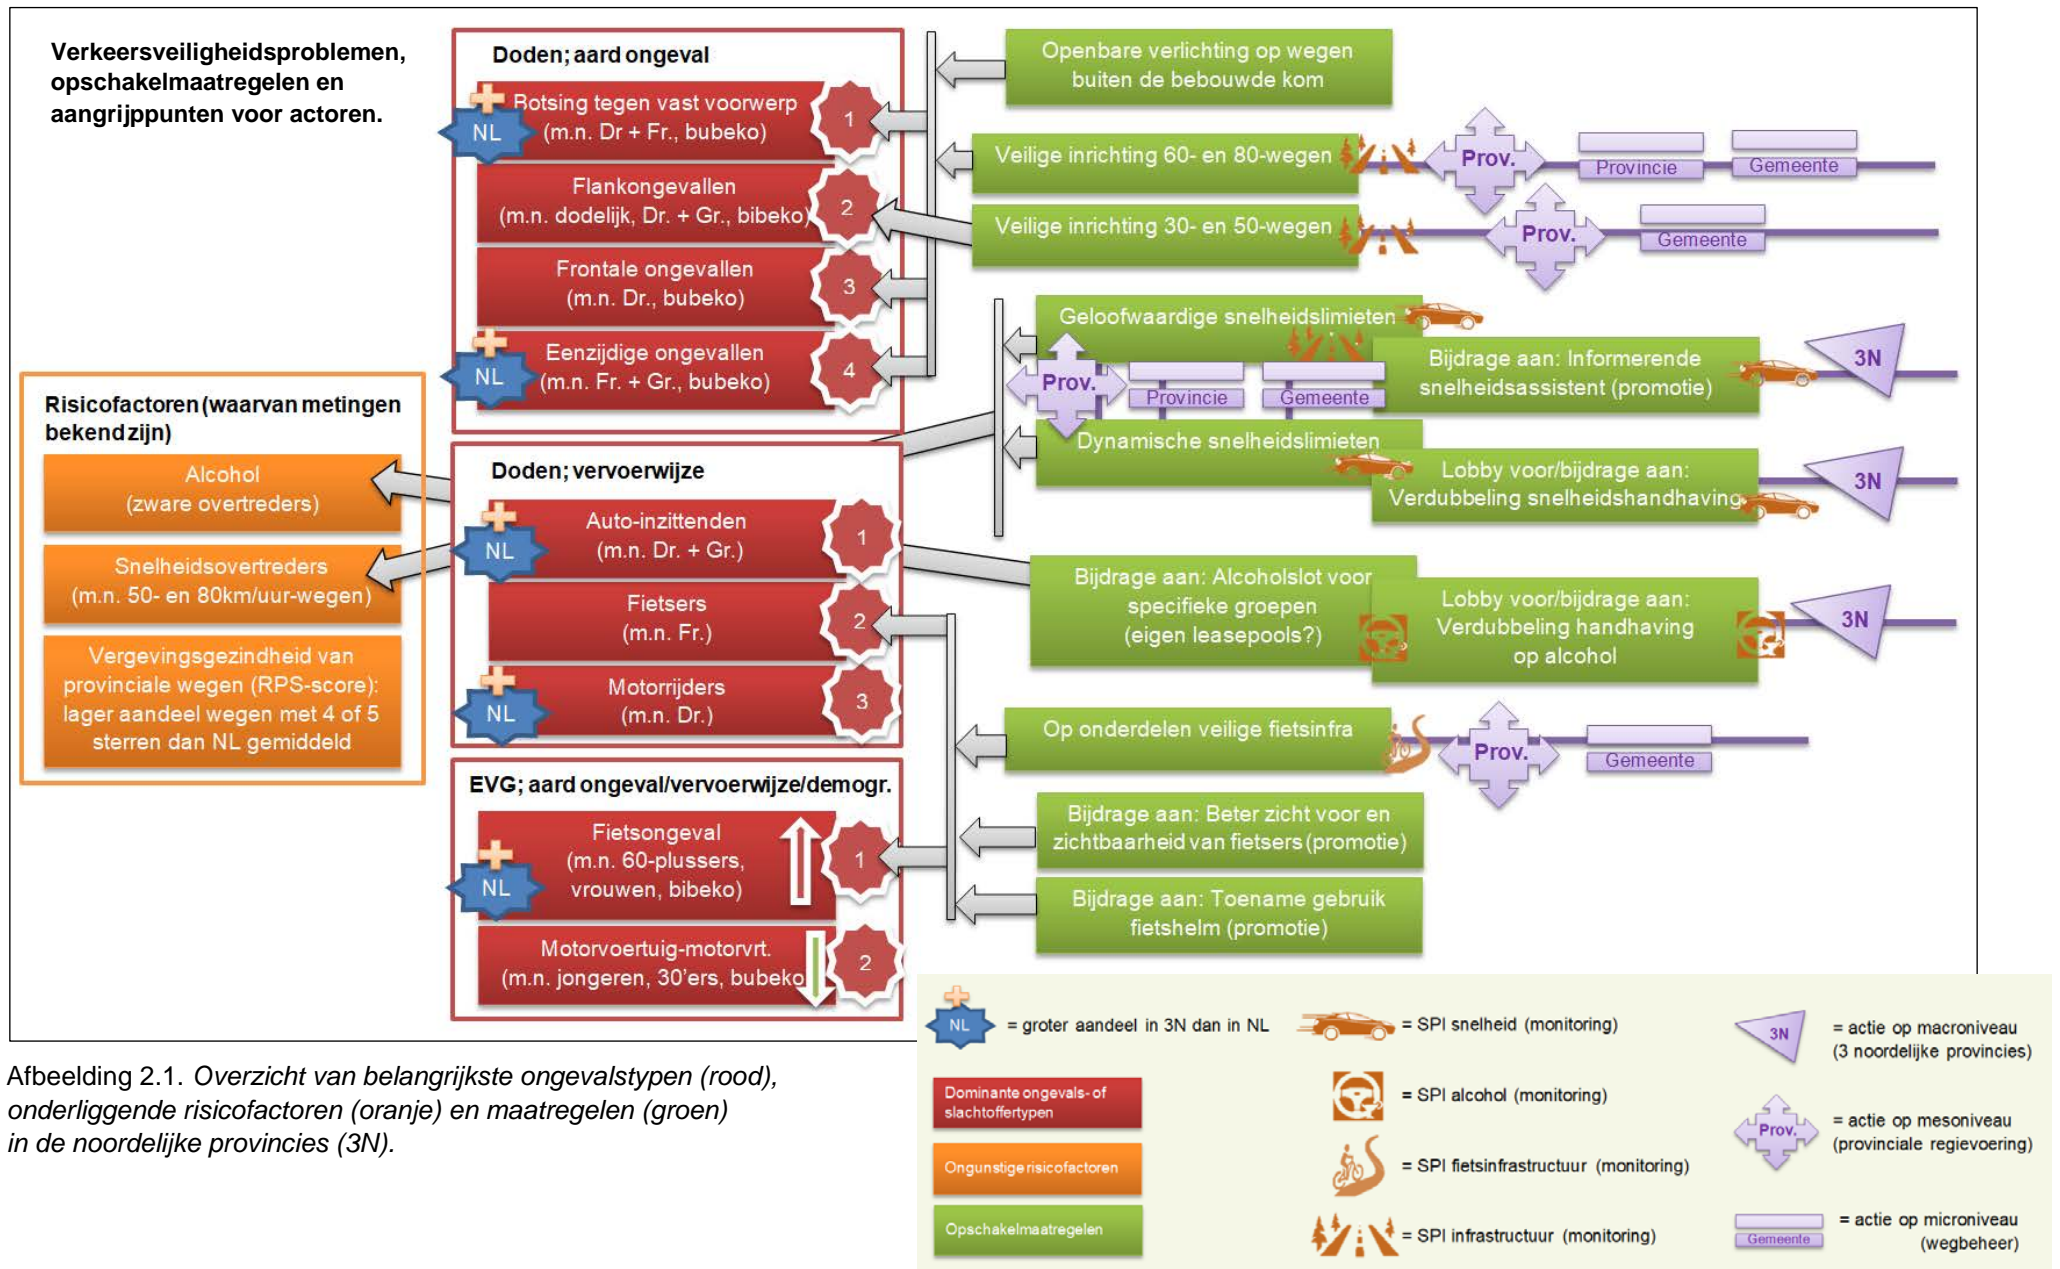 Verkeersveiligheidsproblemen,
opschakelmaatregelen en
aangrijppunten voor actoren.
Doden; aard ongeval
Botsing tegen vast voorwerp
(m.n. Dr + Fr., bubeko)
NL
1
Flankongevallen
(m.n. dodelijk, Dr. + Gr., bibeko)
2
Frontale ongevallen
(m.n. Dr., bubeko)
3
Eenzijdige ongevallen
(m.n. Fr. + Gr., bubeko)
NL
4
Risicofactoren (waarvan metingen
bekend zijn)
Alcohol
(zware overtreders)
Snelheidsovertreders
(m.n. 50- en 80km/uur-wegen)
Vergevingsgezindheid van
provinciale wegen (RPS-score):
lager aandeel wegen met 4 of 5
sterren dan NL gemiddeld
Doden; vervoerwijze
Auto-inzittenden
(m.n. Dr. + Gr.)
NL
1
Fietsers
(m.n. Fr.)
2
Motorrijders
(m.n. Dr.)
NL
3
EVG; aard ongeval/vervoerwijze/demogr.
Fietsongeval
(m.n. 60-plussers,
vrouwen, bibeko)
NL
1
Motorvoertuig-motorvrt.
(m.n. jongeren, 30'ers, bubeko
2
Openbare verlichting op wegen
buiten de bebouwde kom
Veilige inrichting 60- en 80-wegen
Prov.
Provincie
Gemeente
Veilige inrichting 30- en 50-wegen
Prov.
Gemeente
Geloofwaardige snelheidslimieten
Prov.
Provincie
Gemeente
Bijdrage aan: Informerende
snelheidsassistent (promotie)
3N
Dynamische snelheidslimieten
Lobby voor/bijdrage aan:
Verdubbeling snelheidshandhaving
3N
Bijdrage aan: Alcoholslot voor
specifieke groepen
(eigen leasepools?)
Lobby voor/bijdrage aan:
Verdubbeling handhaving
op alcohol
3N
Op onderdelen veilige fietsinfra
Prov.
Gemeente
Bijdrage aan: Beter zicht voor en
zichtbaarheid van fietsers (promotie)
Bijdrage aan: Toename gebruik
fietshelm (promotie)
Afbeelding 2.1. Overzicht van belangrijkste ongevalstypen (rood),
onderliggende risicofactoren (oranje) en maatregelen (groen)
in de noordelijke provincies (3N).
NL
= groter aandeel in 3N dan in NL
Dominante ongevals- of
slachtoffertypen
Ongunstige risicofactoren
Opschakelmaatregelen
= SPI snelheid (monitoring)
= SPI alcohol (monitoring)
= SPI fietsinfrastructuur (monitoring)
= SPI infrastructuur (monitoring)
3N
= actie op macroniveau
(3 noordelijke provincies)
Prov.
= actie op mesoniveau
(provinciale regievoering)
Gemeente
= actie op microniveau
(wegbeheer)